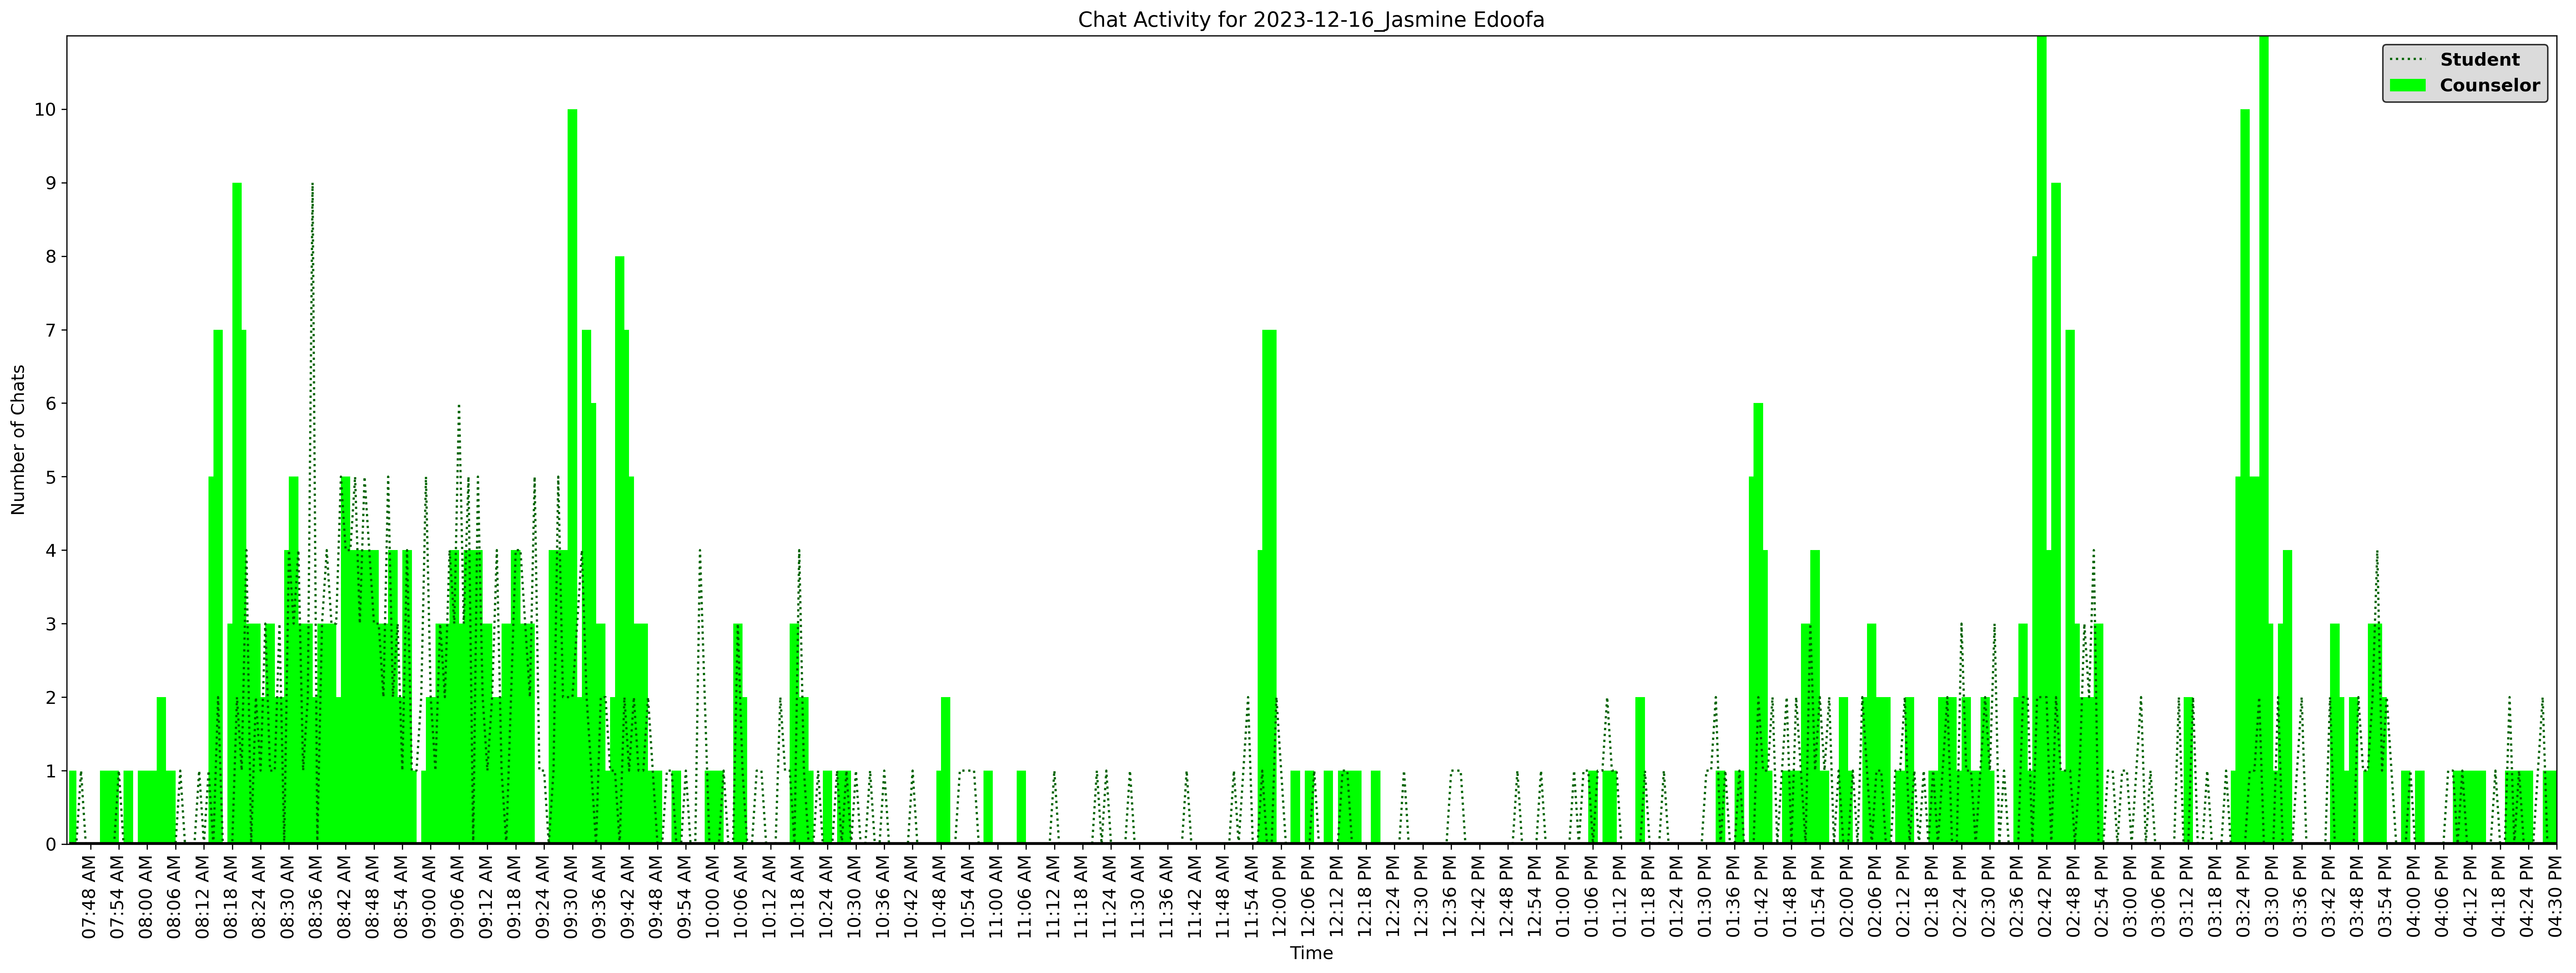 Chat Activity for 2023-12-16_Jasmine Edoofa
Student
Counselor
Number of Chats
10
9
8
7
6
5
4
3
2
1
0
07:48 AM
07:54 AM
08:00 AM
08:06 AM
08:12 AM
08:18 AM
08:24 AM
08:30 AM
08:36 AM
08:42 AM
08:48 AM
08:54 AM
09:00 AM
09:06 AM
09:12 AM
09:18 AM
09:24 AM
09:30 AM
09:36 AM
09:42 AM
09:48 AM
09:54 AM
10:00 AM
10:06 AM
10:12 AM
10:18 AM
10:24 AM
10:30 AM
10:36 AM
10:42 AM
10:48 AM
10:54 AM
11:00 AM
11:06 AM
11:12 AM
11:18 AM
11:24 AM
11:30 AM
11:36 AM
11:42 AM
11:48 AM
11:54 AM
12:00 PM
12:06 PM
12:12 PM
12:18 PM
12:24 PM
12:30 PM
12:36 PM
12:42 PM
12:48 PM
12:54 PM
01:00 PM
01:06 PM
01:12 PM
01:18 PM
01:24 PM
01:30 PM
01:36 PM
01:42 PM
01:48 PM
01:54 PM
02:00 PM
02:06 PM
02:12 PM
02:18 PM
02:24 PM
02:30 PM
02:36 PM
02:42 PM
02:48 PM
02:54 PM
03:00 PM
03:06 PM
03:12 PM
03:18 PM
03:24 PM
03:30 PM
03:36 PM
03:42 PM
03:48 PM
03:54 PM
04:00 PM
04:06 PM
04:12 PM
04:18 PM
04:24 PM
04:30 PM
Time